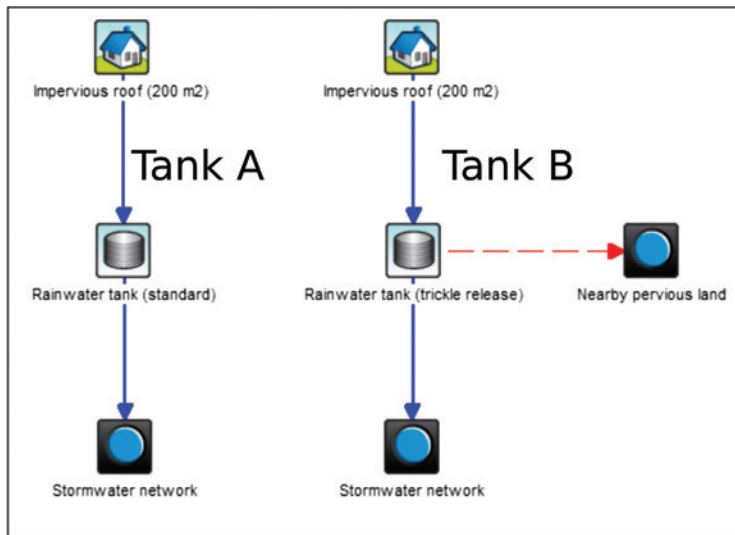 Impervious roof (200 m2)
Impervious roof (200 m2)
Tank A
Tank B
Rainwater tank (standard)
Rainwater tank (trickle release)
Nearby pervious land
Stormwater network
Stormwater network